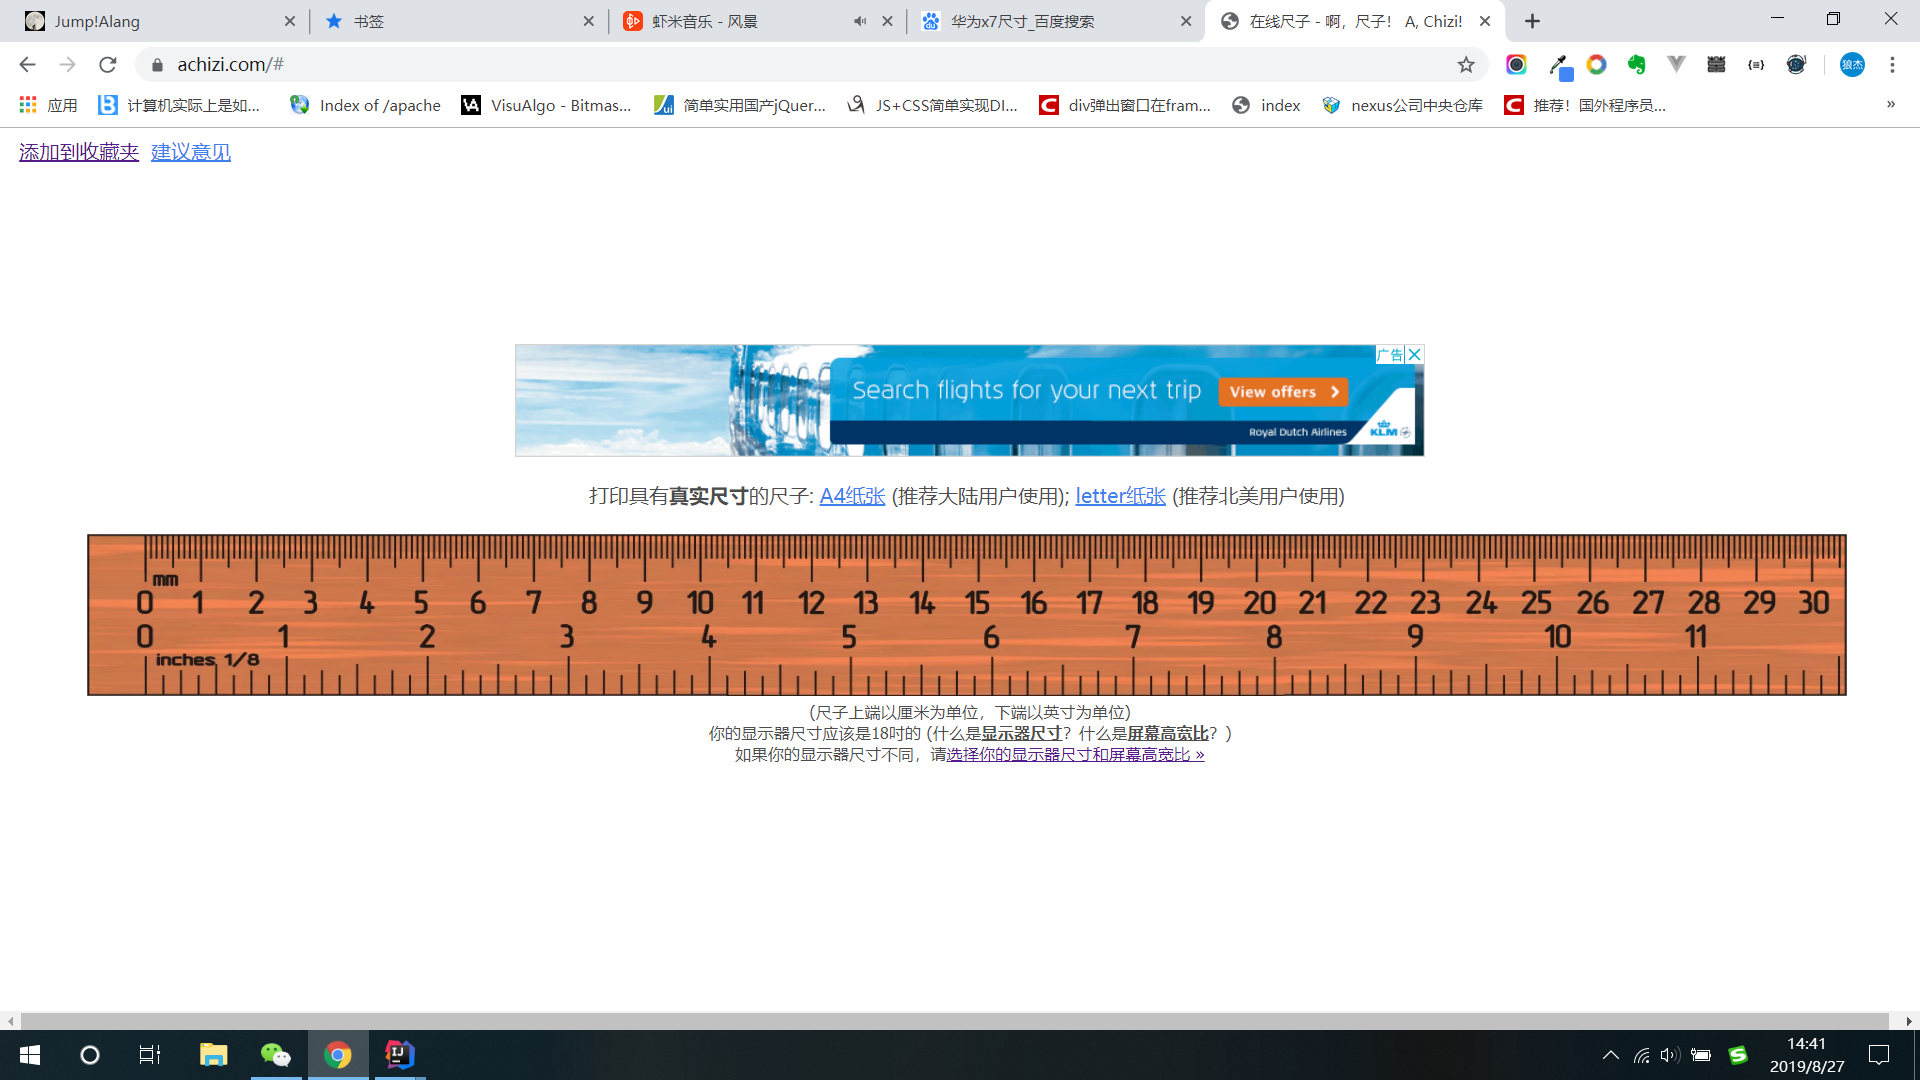 Jump!Alang
书签
虾米音乐 - 风景
华为x7尺寸_百度搜索
在线尺子 - 啊，尺子！ A, Chizi!
achizi.com/#
狼杰
应用
计算机实际上是如...
Index of /apache
VisuAlgo - Bitmas...
简单实用国产jQuer...
JS+CSS简单实现DI...
div弹出窗口在fram...
index
nexus公司中央仓库
推荐！国外程序员...
添加到收藏夹 建议意见
广告
Search flights for your next trip View offers
Royal Dutch Airlines KLM
打印具有真实尺寸的尺子: A4纸张 (推荐大陆用户使用); letter纸张 (推荐北美用户使用)
mm
0 1 2 3 4 5 6 7 8 9 10 11 12 13 14 15 16 17 18 19 20 21 22 23 24 25 26 27 28 29 30
0 1 2 3 4 5 6 7 8 9 10 11
inches 1/8
(尺子上端以厘米为单位，下端以英寸为单位)
你的显示器尺寸应该是18吋的 (什么是显示器尺寸？什么是屏幕高宽比？)
如果你的显示器尺寸不同，请选择你的显示器尺寸和屏幕高宽比 »
14:41
2019/8/27